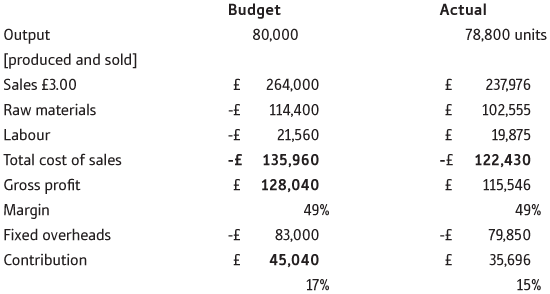 Budget Actual
Output 80,000 78,800 units
[produced and sold]
Sales £3.00 £ 264,000 £ 237,976
Raw materials -£ 114,400 £ 102,555
Labour -£ 21,560 £ 19,875
Total cost of sales -£ 135,960 -£ 122,430
Gross profit £ 128,040 £ 115,546
Margin 49% 49%
Fixed overheads -£ 83,000 -£ 79,850
Contribution £ 45,040 £ 35,696
17% 15%